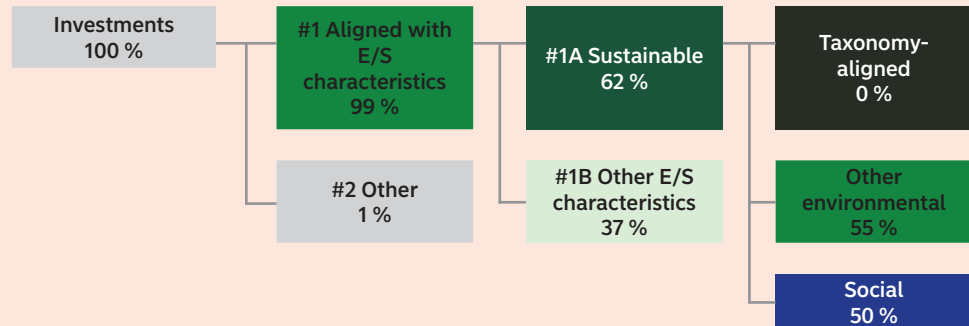 Investments
100 %
#1 Aligned with
E/S
characteristics
99 %
#2 Other
1 %
#1A Sustainable
62 %
#1B Other E/S
characteristics
37 %
Taxonomy-
aligned
0 %
Other
environmental
55 %
Social
50 %